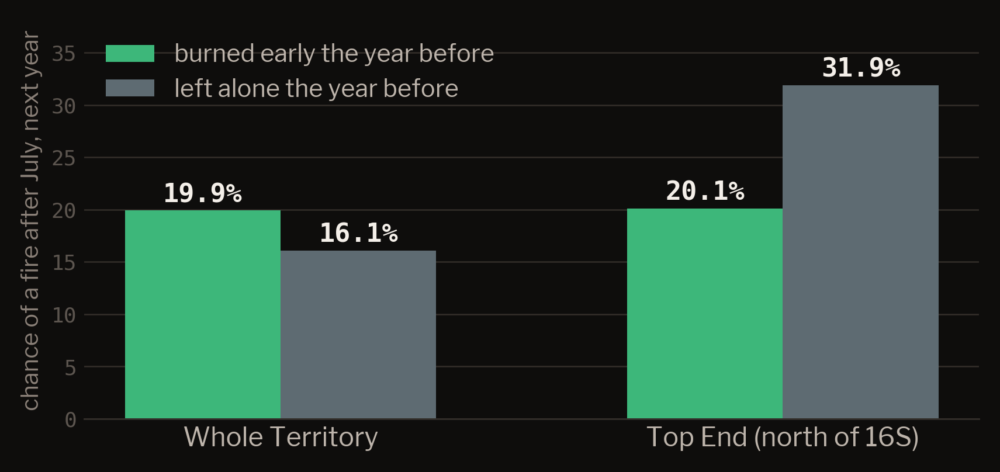 chance of a fire after July, next year
35
30
25
20
15
10
5
0
burned early the year before
left alone the year before
19.9%
16.1%
20.1%
31.9%
Whole Territory
Top End (north of 16S)